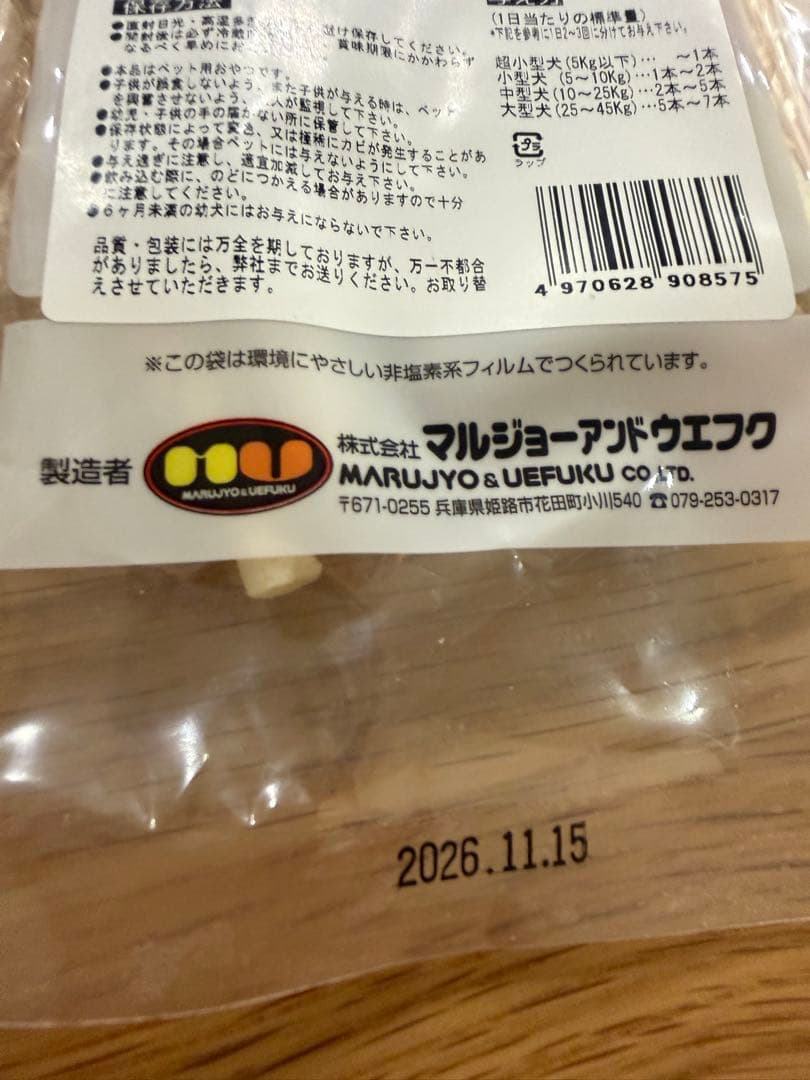 保存方法
●直射日光・高温多
け保存してください。
●開封後は必ず冷蔵
賞味期限にかかわらず
なるべく早めにお
●本品はペット用おやつです。
●子供が誤食しないよう、また子供が与える時は、ペット
を興奮させないよう、人が監視して下さい。
●幼児・子供の手の届かない所に保管して下さい。
●保存状態によって変色、又は極稀にカビが発生することがあ
ります。その場合ペットには与えないようにして下さい。
●与え過ぎに注意し、適宜加減してお与え下さい。
●飲み込む際に、のどにつかえる場合がありますので十分
に注意してください。
●6ヶ月未満の幼犬にはお与えにならないで下さい。
品質・包装には万全を期しておりますが、万一不都合
がありましたら、弊社までお送りください。お取り替
えさせていただきます。
与え方
(1日当たりの標準量)
*下記を参考に1日2~3回に分けてお与え下さい。
超小型犬(5Kg以下)… ~1本
小型犬(5~10Kg)…1本~2本
中型犬(10~25Kg)…2本~5本
大型犬(25~45Kg)…5本~7本
プラ
ラップ
4 970628 908575
※この袋は環境にやさしい非塩素系フィルムでつくられています。
製造者
MARUJYO&UEFUKU
株式会社 マルジョーアンドウエフク
MARUJYO & UEFUKU CO.,LTD.
〒671-0255 兵庫県姫路市花田町小川540 ☎079-253-0317
2026.11.15